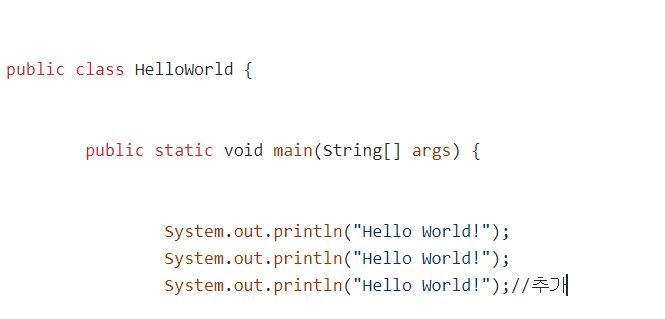 public class HelloWorld {
public static void main(String[] args) {
System.out.println("Hello World!");
System.out.println("Hello World!");
System.out.println("Hello World!");//추가